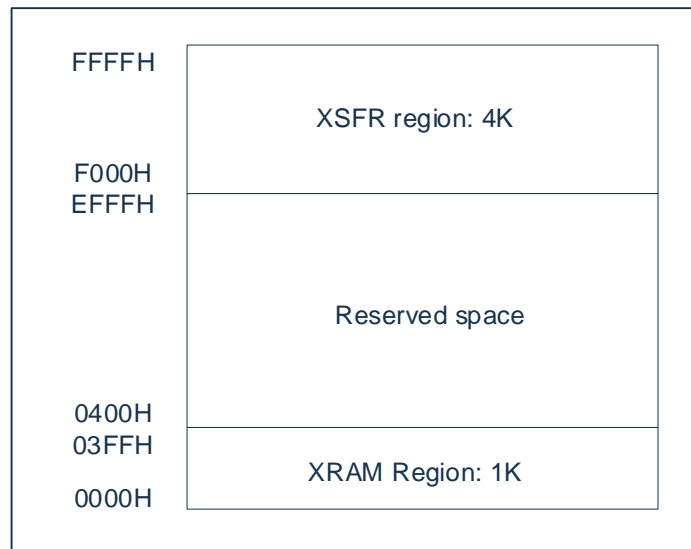 FFFFH
XSFR region: 4K
F000H
EFFFH
Reserved space
0400H
03FFH
XRAM Region: 1K
0000H